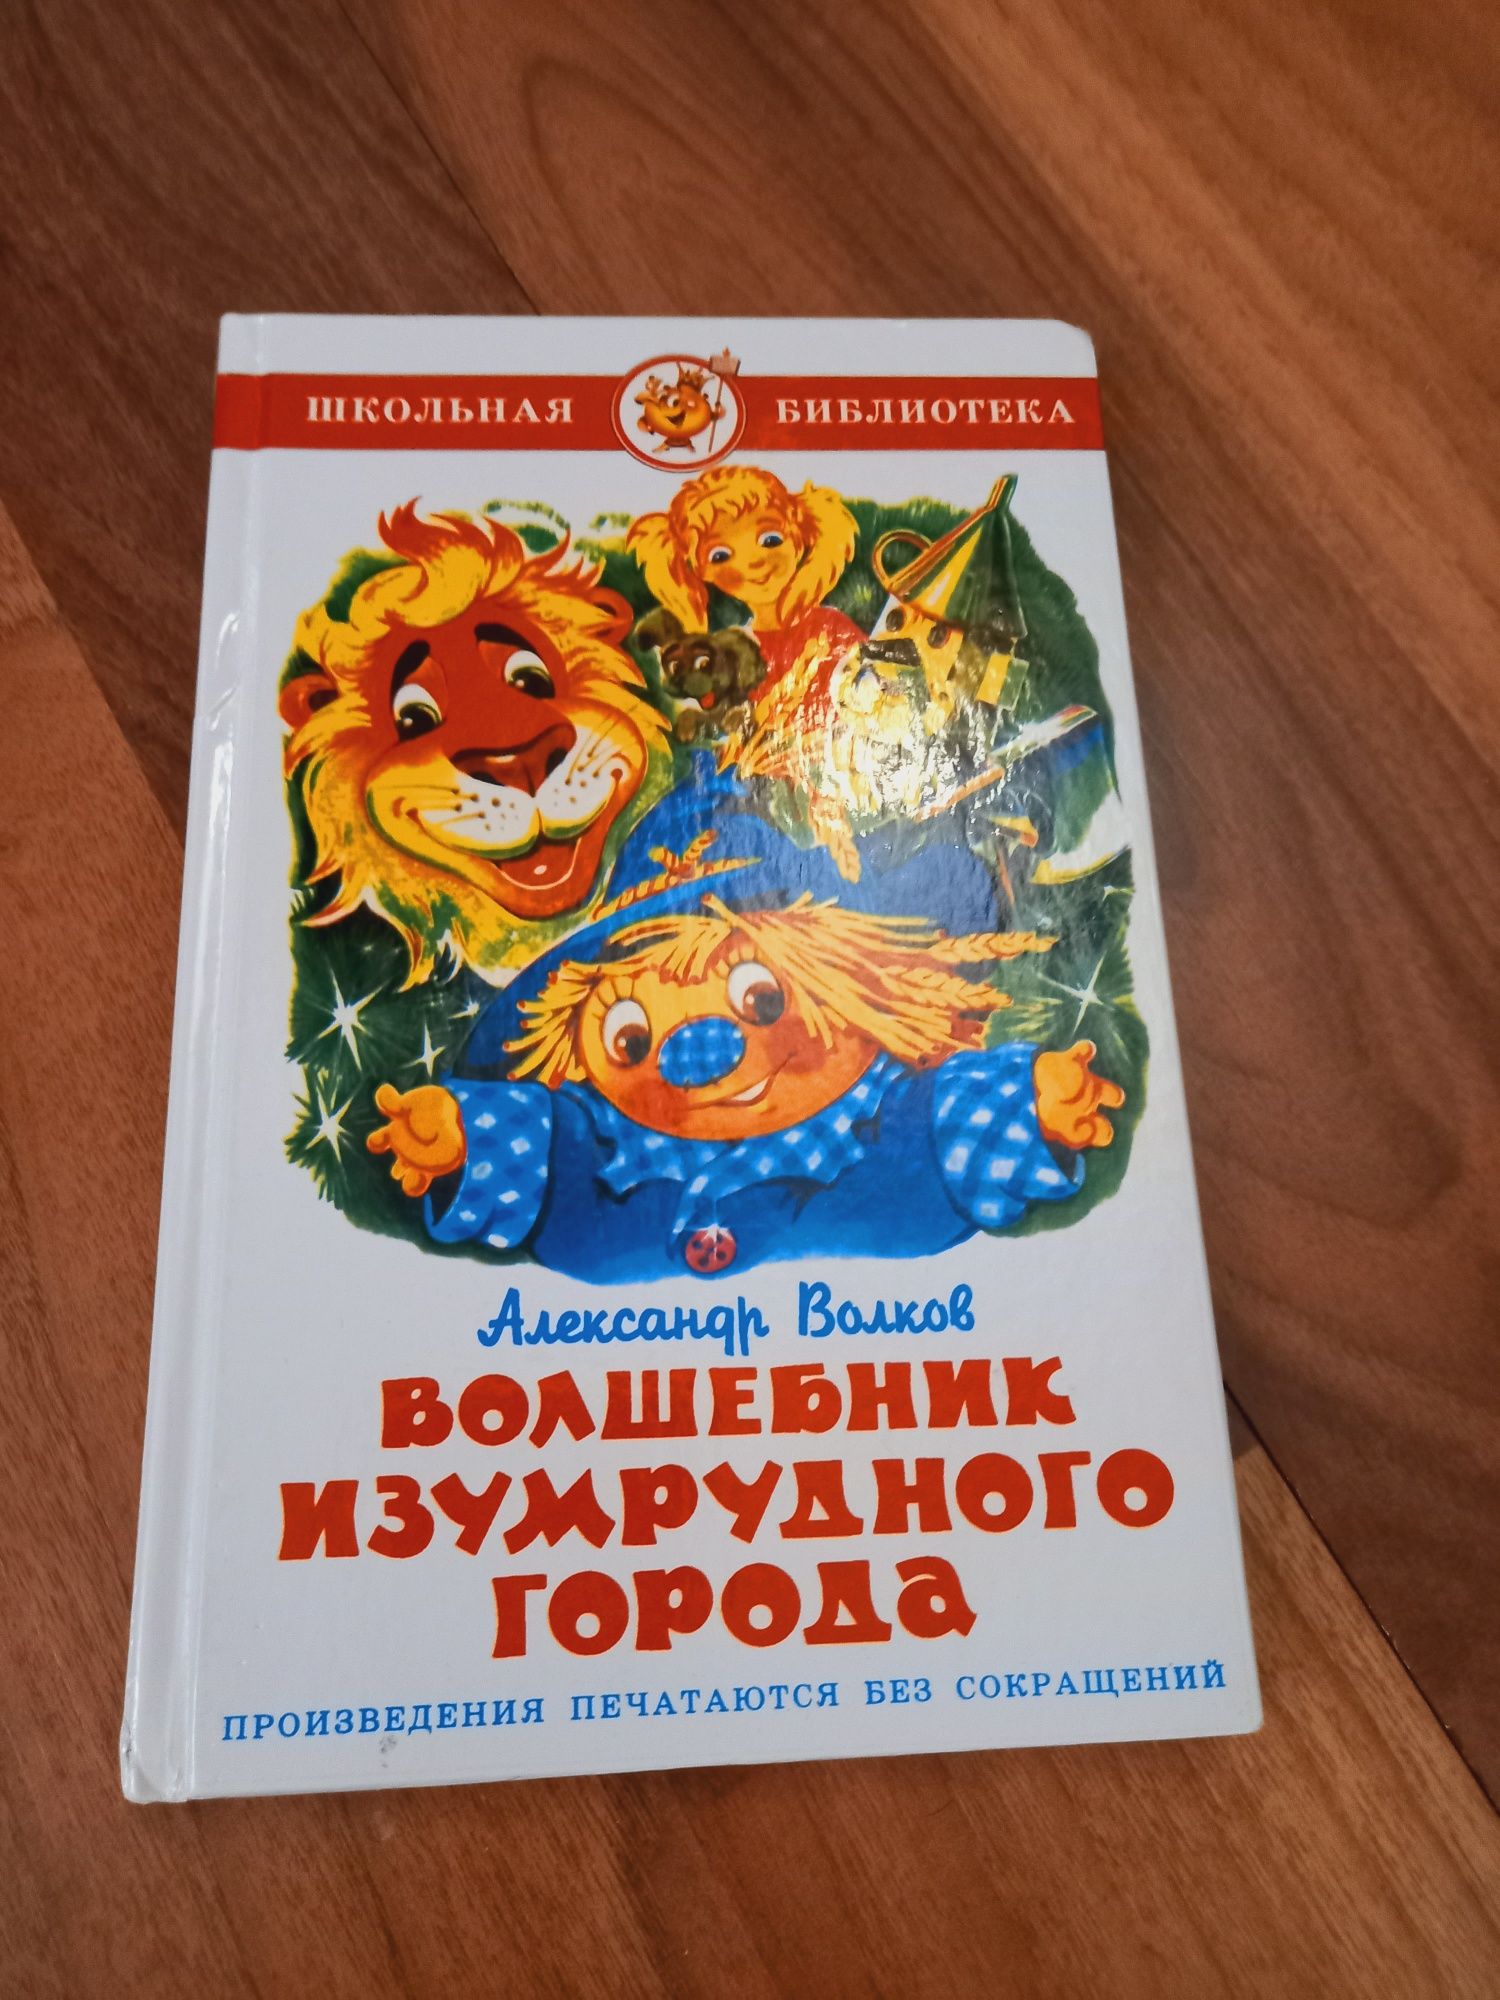 ШКОЛЬНАЯ БИБЛИОТЕКА
Александр Волков
ВОЛШЕБНИК
ИЗУМРУДНОГО
ГОРОДА
ПРОИЗВЕДЕНИЯ ПЕЧАТАЮТСЯ БЕЗ СОКРАЩЕНИЙ